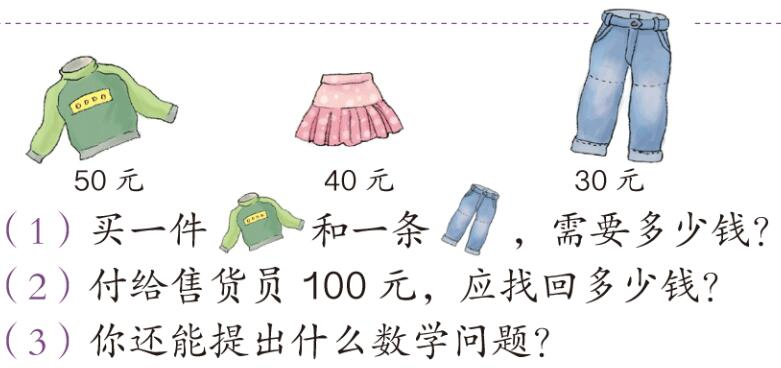 50 元 40 元 30 元
（1）买一件 和一条 ，需要多少钱？
（2）付给售货员 100 元，应找回多少钱？
（3）你还能提出什么数学问题？